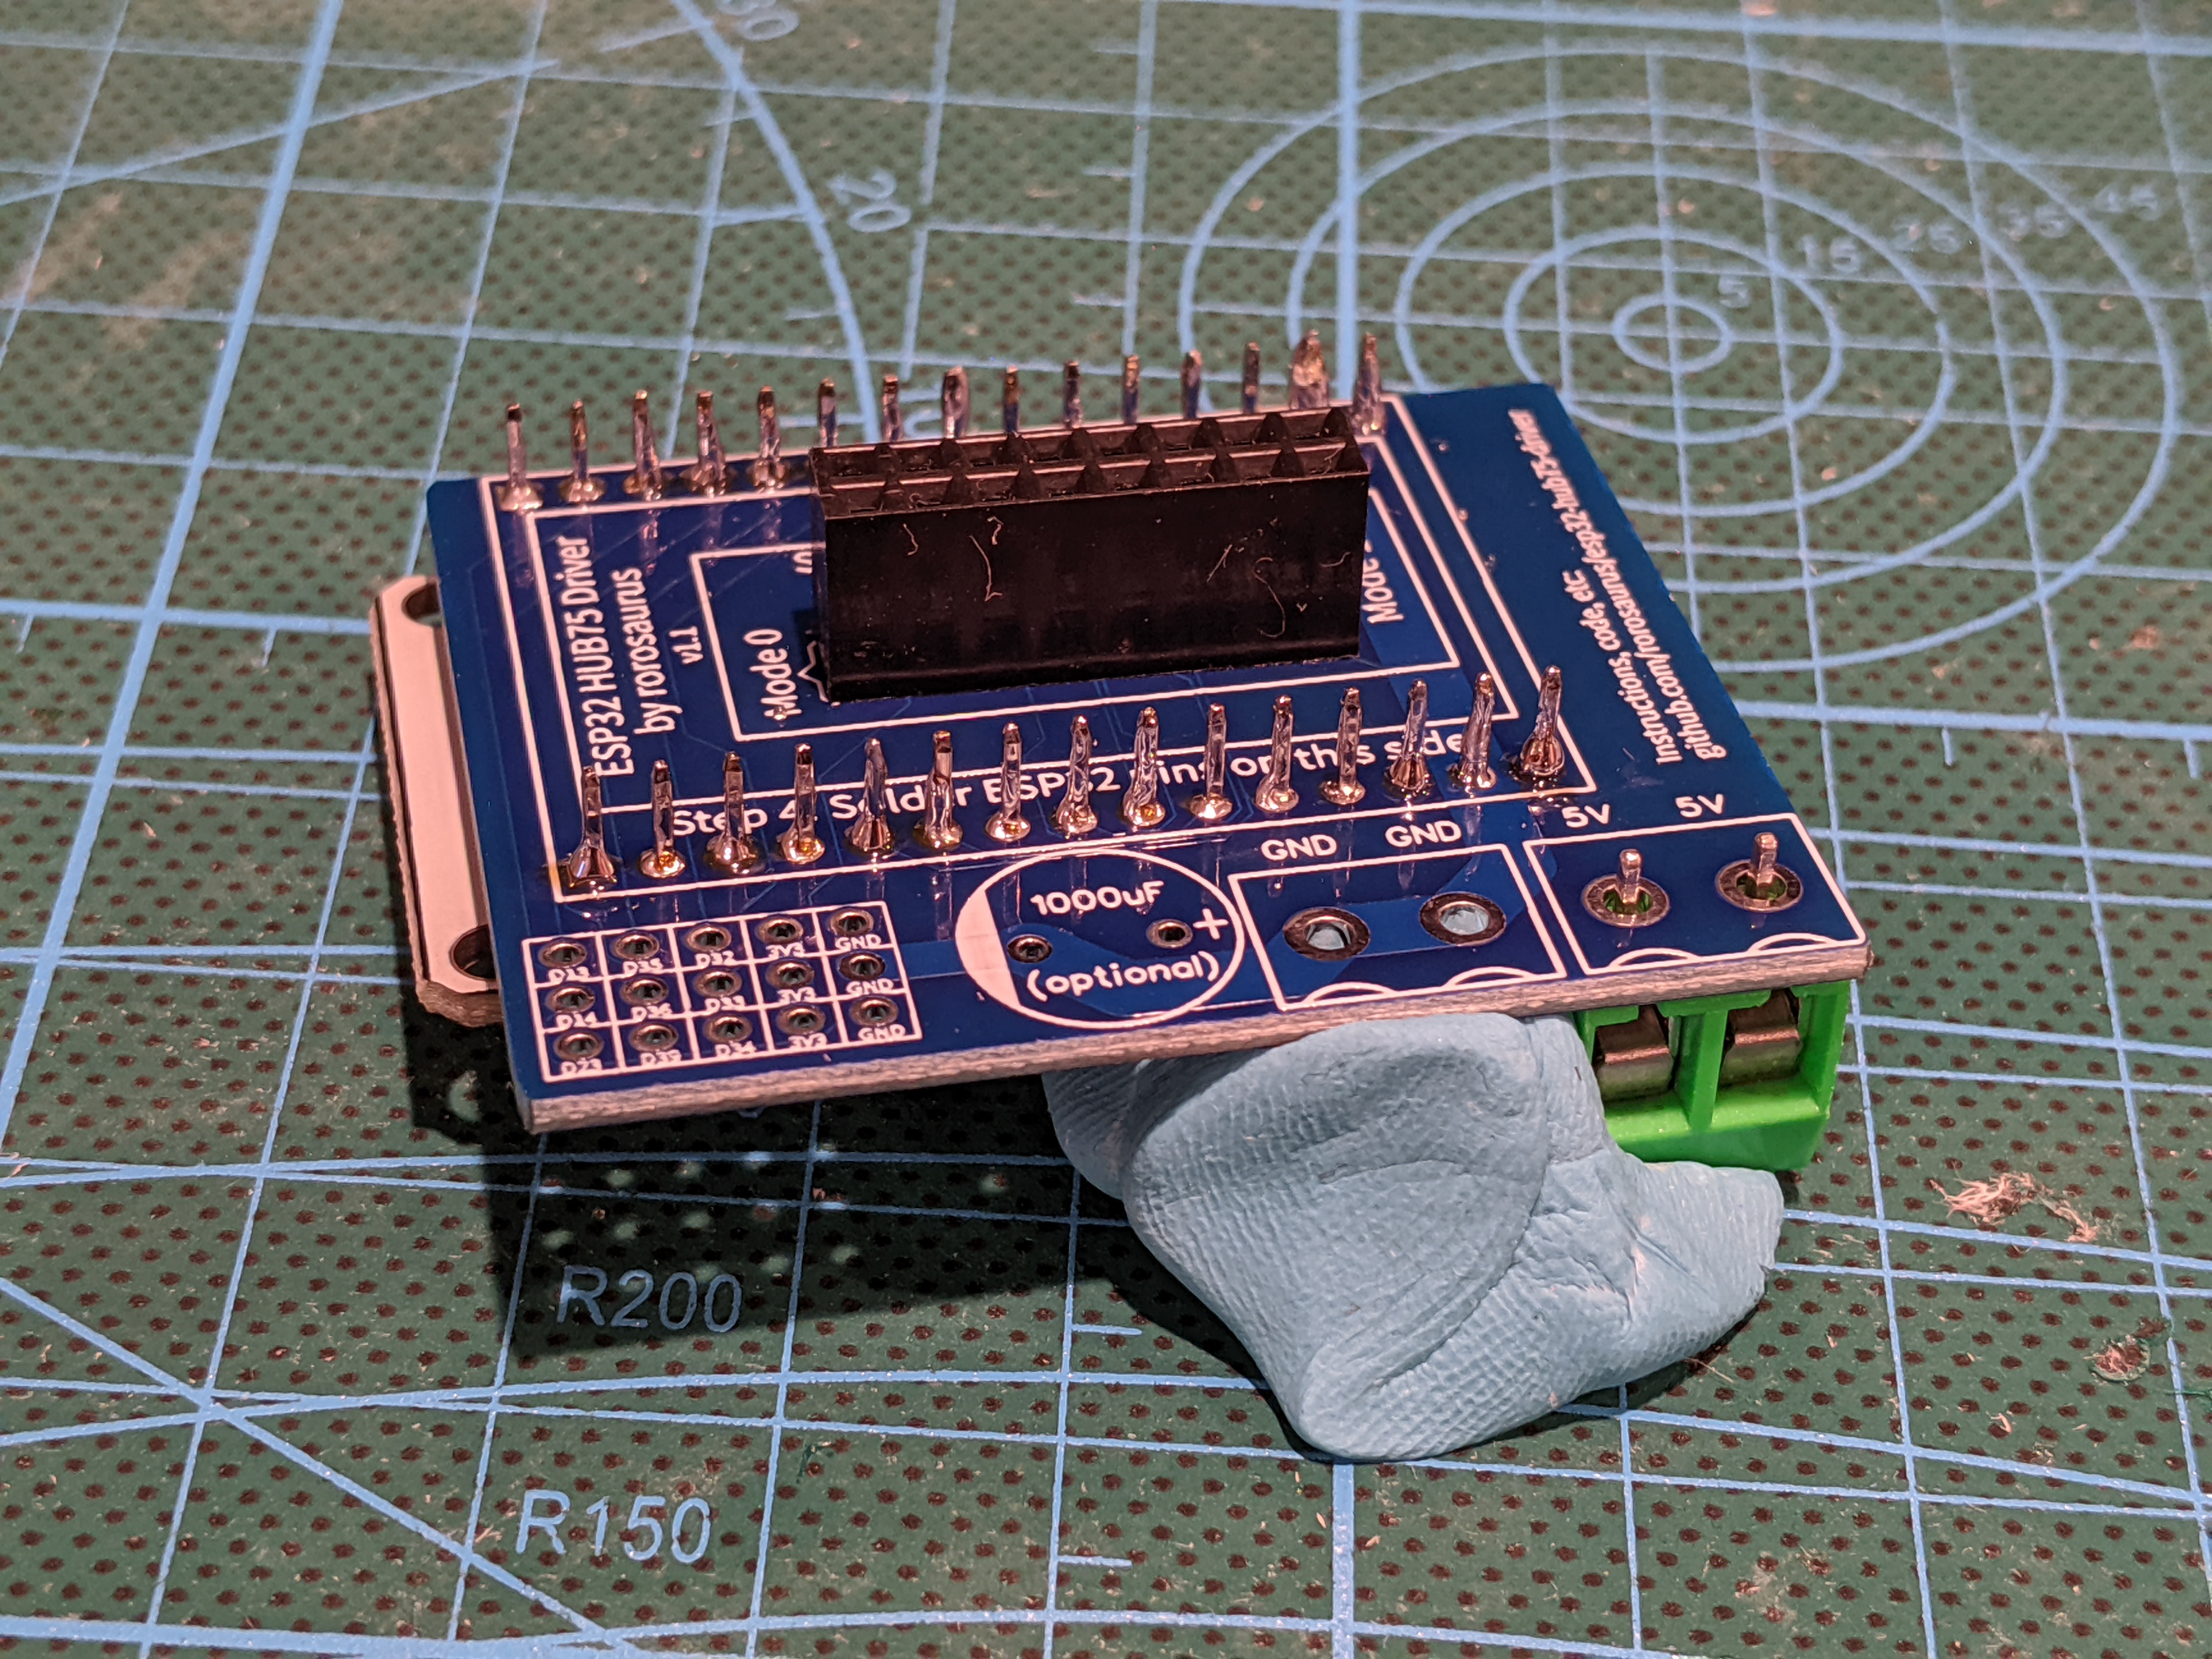 30
20
5
15
25
35
45
ESP32 HUB75 Driver
by rorosaurus
v1.1
Mode 0
Mode
Step 4. Solder ESP32 pins on this side
Instructions, code, etc
github.com/rorosaurus/esp32-hub75-driver
5V 5V
GND GND
1000uF
+
(optional)
D13 D35 D32 3V3 GND
D14 D36 D33 3V3 GND
D23 D39 D34 3V3 GND
R200
R150